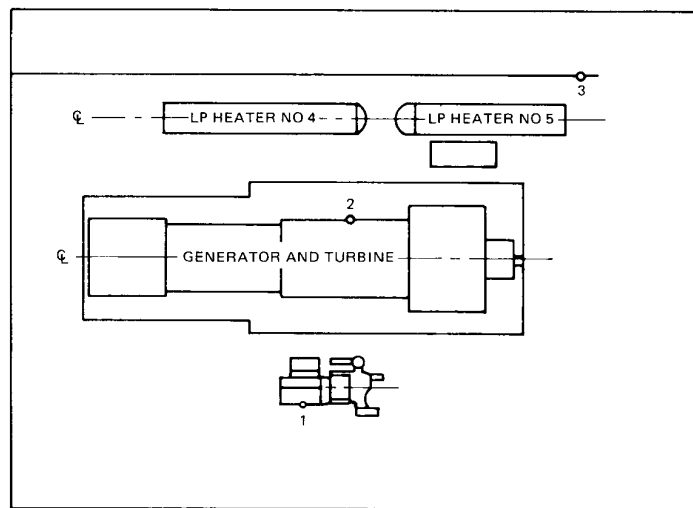 3
℄ LP HEATER NO 4 LP HEATER NO 5
2
℄ GENERATOR AND TURBINE
1